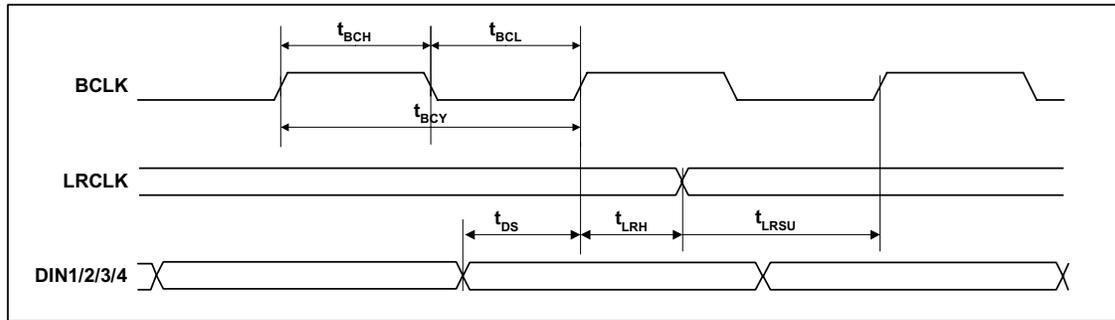 tBCH tBCL
BCLK
tBCY
LRCLK
tDS tLRH tLRSU
DIN1/2/3/4